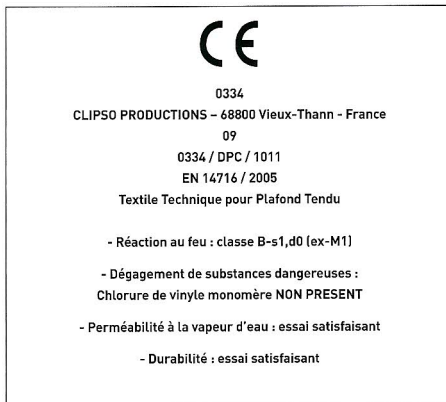 CE
0334
CLIPSO PRODUCTIONS – 68800 Vieux-Thann - France
09
0334 / DPC / 1011
EN 14716 / 2005
Textile Technique pour Plafond Tendu
- Réaction au feu : classe B-s1,d0 (ex-M1)
- Dégagement de substances dangereuses :
Chlorure de vinyle monomère NON PRESENT
- Perméabilité à la vapeur d'eau : essai satisfaisant
- Durabilité : essai satisfaisant